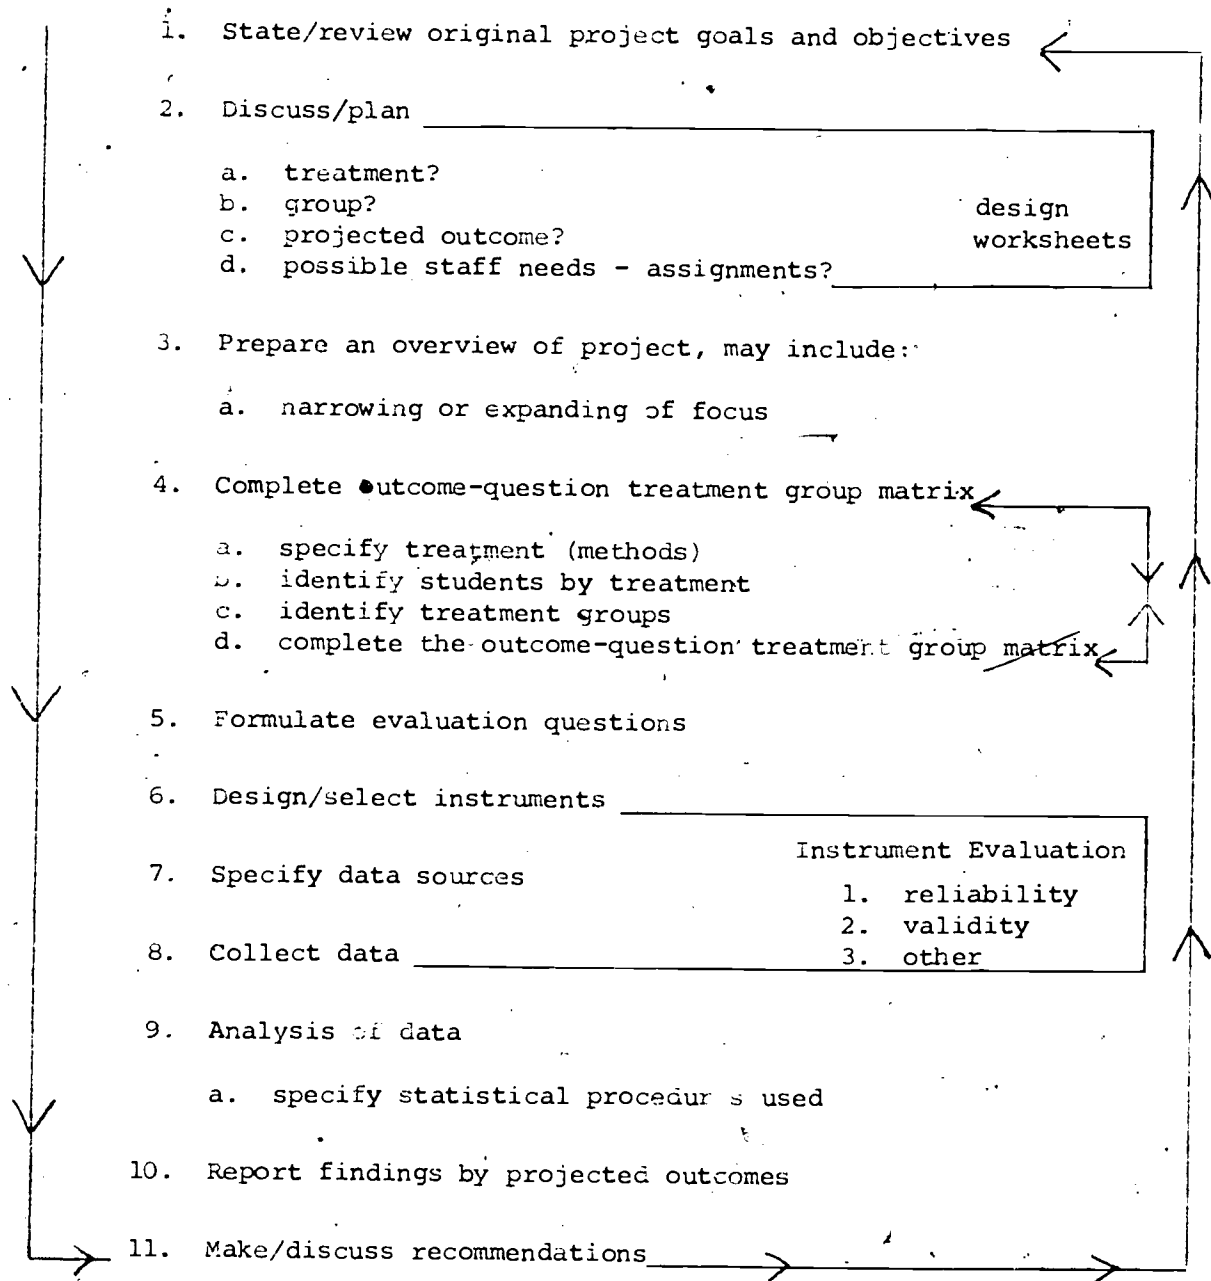 1. State/review original project goals and objectives
2. Discuss/plan
a. treatment?
b. group?
design
c. projected outcome?
worksheets
d. possible staff needs - assignments?
3. Prepare an overview of project, may include:
a. narrowing or expanding of focus
4. Complete outcome-question treatment group matrix
a. specify treatment (methods)
b. identify students by treatment
c. identify treatment groups
d. complete the outcome-question treatment group matrix
5. Formulate evaluation questions
6. Design/select instruments
Instrument Evaluation
7. Specify data sources
1. reliability
2. validity
8. Collect data
3. other
9. Analysis of data
a. specify statistical procedur s used
10. Report findings by projected outcomes
11. Make/discuss recommendations